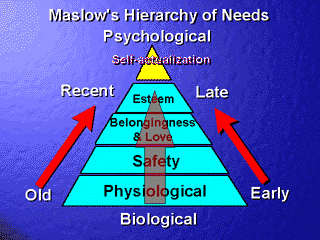 Maslow's Hierarchy of Needs
Psychological
Self-actualization
Recent
Late
Esteem
Belongingness
& Love
Safety
Physiological
Old
Early
Biological